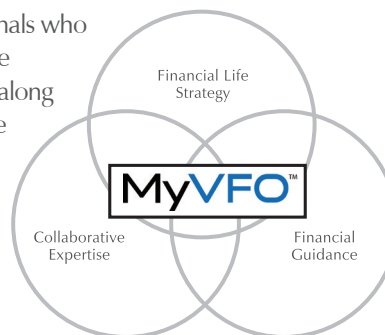 nals who
e
along
e
Financial Life
Strategy
MyVFO™
Collaborative
Expertise
Financial
Guidance